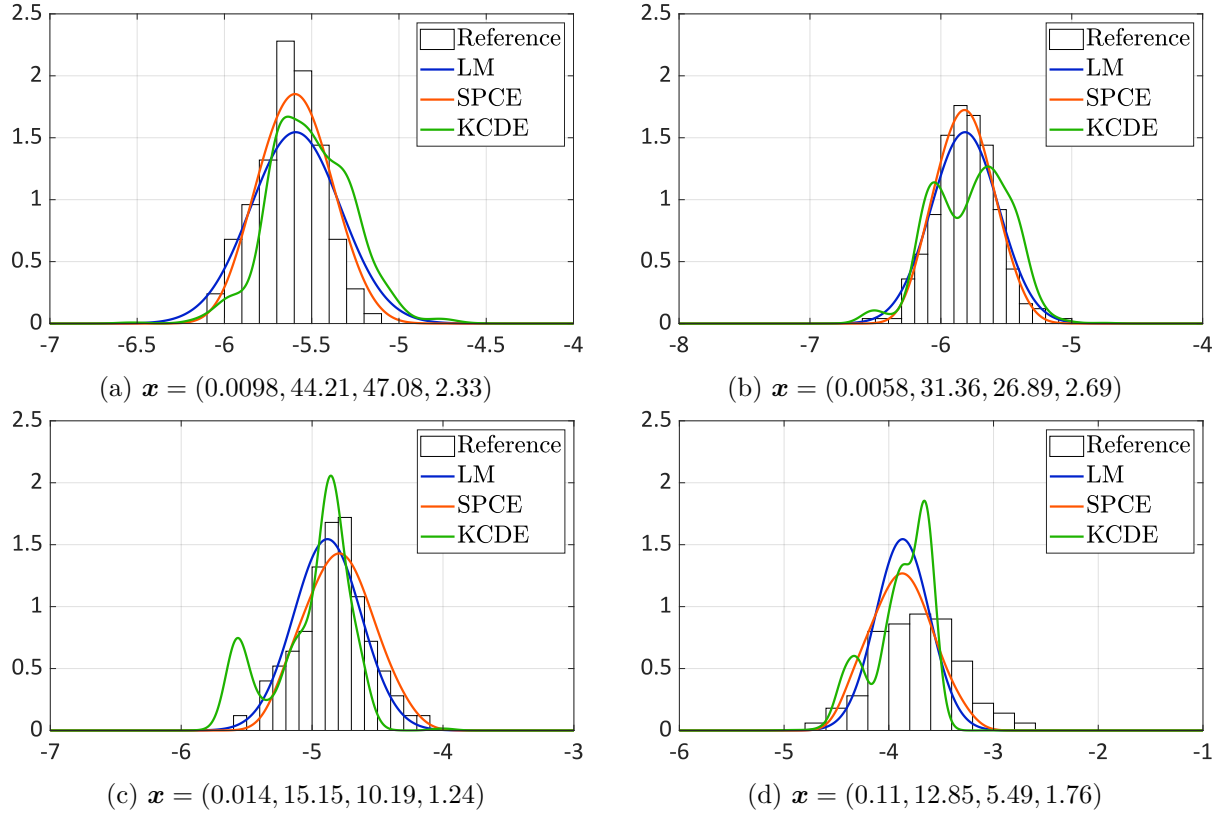 2.5
2
1.5
1
0.5
0
-7
-6
-5.5
-5
-4.5
-4
Reference
LM
SPCE
KCDE
(a) x = (0.0098, 44.21, 47.08, 2.33)
2.5
2
1.5
1
0.5
0
-8
-7
-6
-5
-4
Reference
LM
SPCE
KCDE
(b) x = (0.0058, 31.36, 26.89, 2.69)
2.5
2
1.5
1
0.5
0
-7
-6
-5
-4
-3
Reference
LM
SPCE
KCDE
(c) x = (0.014, 15.15, 10.19, 1.24)
2.5
2
1.5
1
0.5
0
-6
-5
-4
-3
-2
-1
Reference
LM
SPCE
KCDE
(d) x = (0.11, 12.85, 5.49, 1.76)